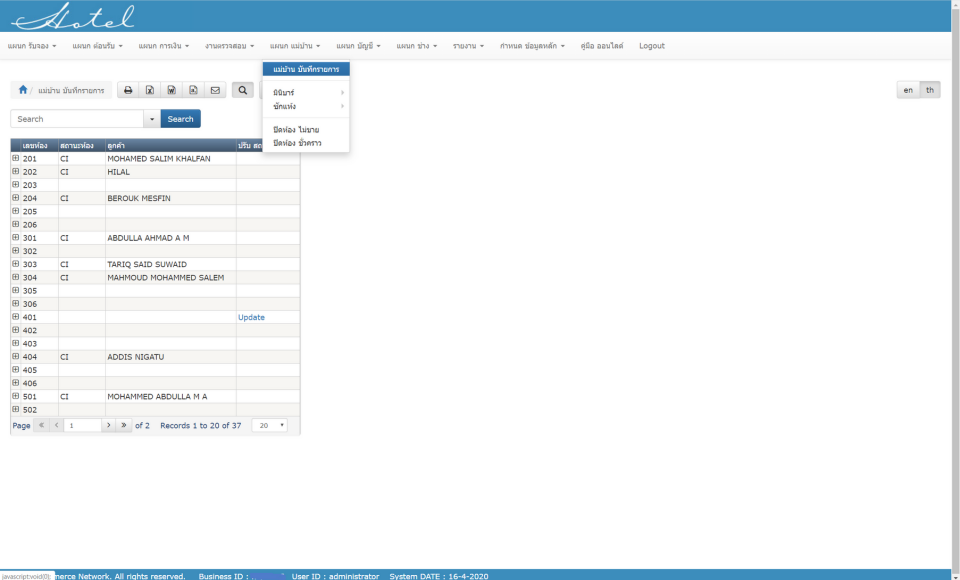 Hotel
แผนก รับจอง แผนก ต้อนรับ แผนก การเงิน งานตรวจสอบ แผนก แม่บ้าน แผนก บัญชี แผนก ช่าง รายงาน กำหนด ข้อมูลหลัก คู่มือ ออนไลน์ Logout
แม่บ้าน บันทึกรายการ
/ แม่บ้าน บันทึกรายการ en th
มินิบาร์
ซักแห้ง
Search Search
ปิดห้อง ไม่ขาย
ปิดห้อง ชั่วคราว
เลขห้อง สถานะห้อง ลูกค้า ปรับ
201 CI MOHAMED SALIM KHALFAN
202 CI HILAL
203
204 CI BEROUK MESFIN
205
206
301 CI ABDULLA AHMAD A M
302
303 CI TARIQ SAID SUWAID
304 CI MAHMOUD MOHAMMED SALEM
305
306
401 Update
402
403
404 CI ADDIS NIGATU
405
406
501 CI MOHAMMED ABDULLA M A
502
Page « < 1 > » of 2 Records 1 to 20 of 37 20
javascript:void(0); merce Network. All rights reserved. Business ID : User ID : administrator System DATE : 16-4-2020